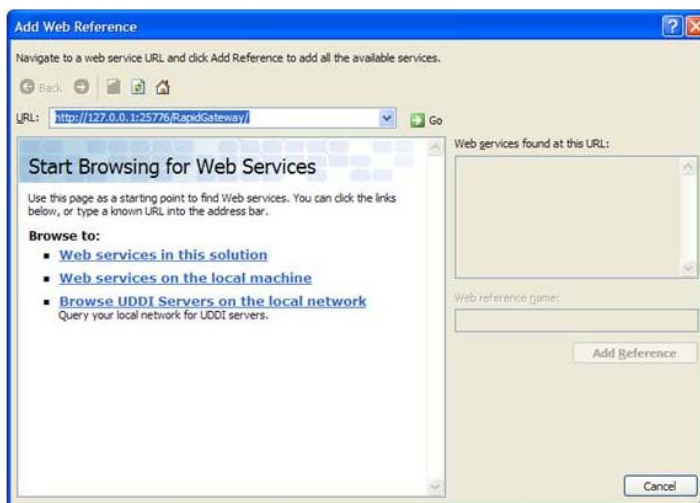 Add Web Reference
Navigate to a web service URL and click Add Reference to add all the available services.
Back
URL: http://127.0.0.1:25776/RapidGateway/ Go
Start Browsing for Web Services
Use this page as a starting point to find Web services. You can click the links
below, or type a known URL into the address bar.
Browse to:
Web services in this solution
Web services on the local machine
Browse UDDI Servers on the local network
Query your local network for UDDI servers.
Web services found at this URL:
Web reference name:
Add Reference
Cancel